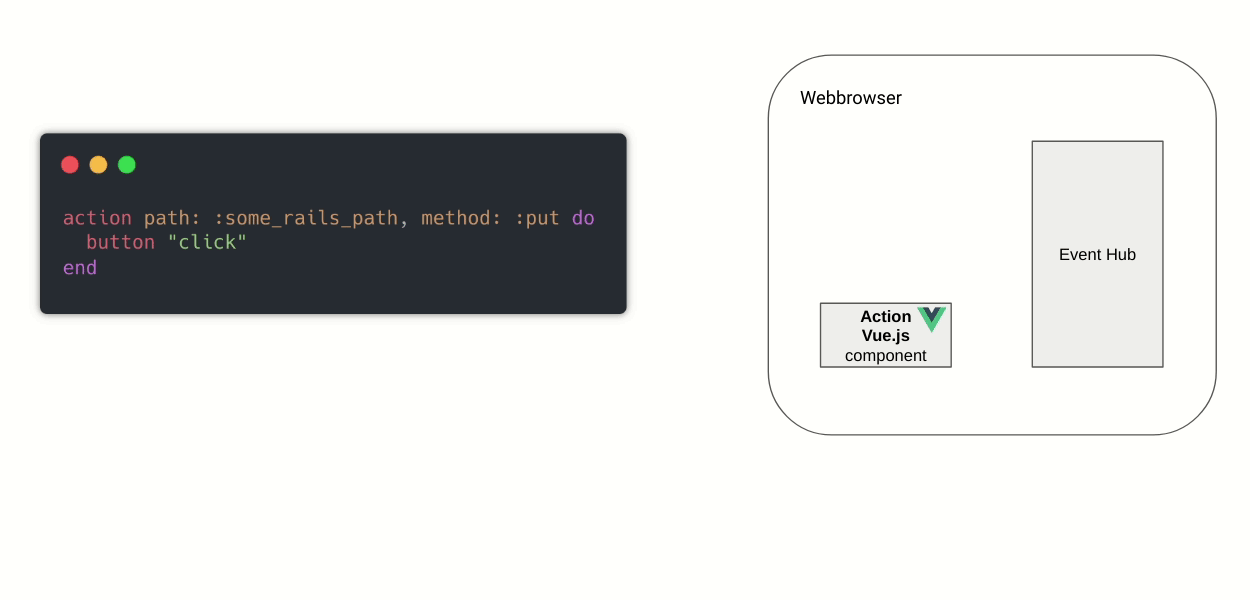 action path: :some_rails_path, method: :put do
  button "click"
end
Webbrowser
Event Hub
Action
Vue.js
component